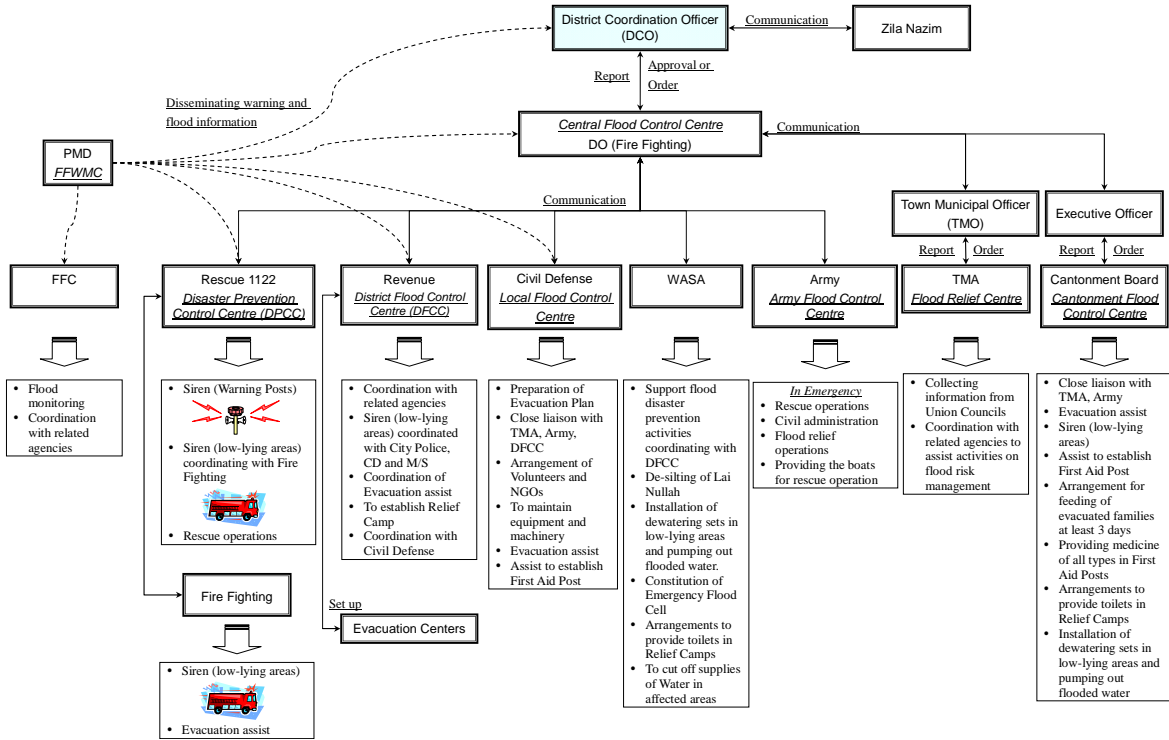 District Coordination Officer
(DCO)
Communication
Zila Nazim
Report
Approval or
Order
Disseminating warning and
flood information
Central Flood Control Centre
DO (Fire Fighting)
Communication
PMD
FFWMC
Communication
Town Municipal Officer
(TMO)
Executive Officer
Report
Order
Report
Order
FFC
Rescue 1122
Disaster Prevention
Control Centre (DPCC)
Revenue
District Flood Control
Centre (DFCC)
Civil Defense
Local Flood Control
Centre
WASA
Army
Army Flood Control
Centre
TMA
Flood Relief Centre
Cantonment Board
Cantonment Flood
Control Centre
• Flood
monitoring
• Coordination
with related
agencies
• Siren (Warning Posts)
• Siren (low-lying areas)
coordinating with Fire
Fighting
• Rescue operations
• Coordination with
related agencies
• Siren (low-lying
areas) coordinated
with City Police,
CD and M/S
• Coordination of
Evacuation assist
• To establish Relief
Camp
• Coordination with
Civil Defense
• Preparation of
Evacuation Plan
• Close liaison with
TMA, Army,
DFCC
• Arrangement of
Volunteers and
NGOs
• To maintain
equipment and
machinery
• Evacuation assist
• Assist to establish
First Aid Post
• Support flood
disaster
prevention
activities
coordinating with
DFCC
• De-silting of Lai
Nullah
• Installation of
dewatering sets in
low-lying areas
and pumping out
flooded water.
• Constitution of
Emergency Flood
Cell
• Arrangements to
provide toilets in
Relief Camps
• To cut off supplies
of Water in
affected areas
In Emergency
• Rescue operations
• Civil administration
• Flood relief
operations
• Providing the boats
for rescue operation
• Collecting
information from
Union Councils
• Coordination with
related agencies to
assist activities on
flood risk
management
• Close liaison with
TMA, Army
• Evacuation assist
• Siren (low-lying
areas)
• Assist to establish
First Aid Post
• Arrangement for
feeding of
evacuated families
at least 3 days
• Providing medicine
of all types in First
Aid Posts
• Arrangements to
provide toilets in
Relief Camps
• Installation of
dewatering sets in
low-lying areas and
pumping out
flooded water
Fire Fighting
Set up
Evacuation Centers
• Siren (low-lying areas)
• Evacuation assist